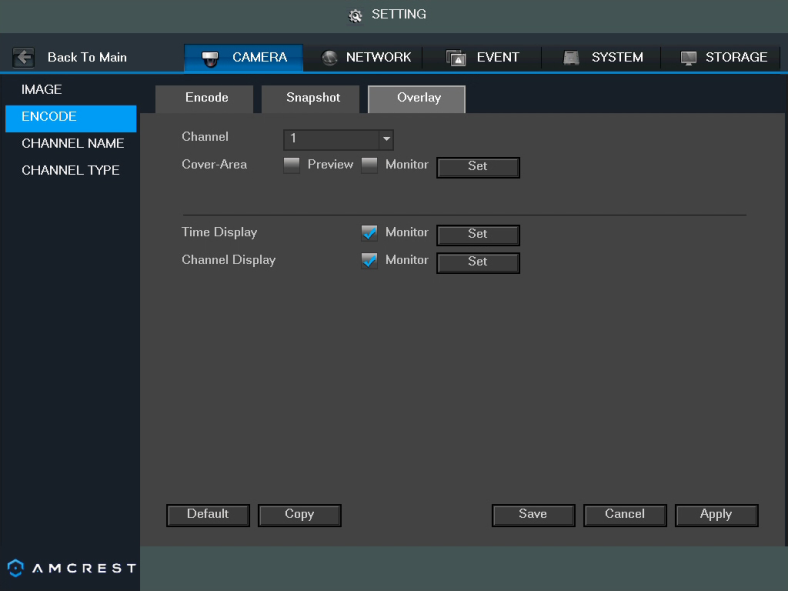 SETTING
Back To Main
CAMERA
NETWORK
EVENT
SYSTEM
STORAGE
IMAGE
ENCODE
CHANNEL NAME
CHANNEL TYPE
Encode
Snapshot
Overlay
Channel 1
Cover-Area Preview Monitor Set
Time Display Monitor Set
Channel Display Monitor Set
Default
Copy
Save
Cancel
Apply
AMCREST